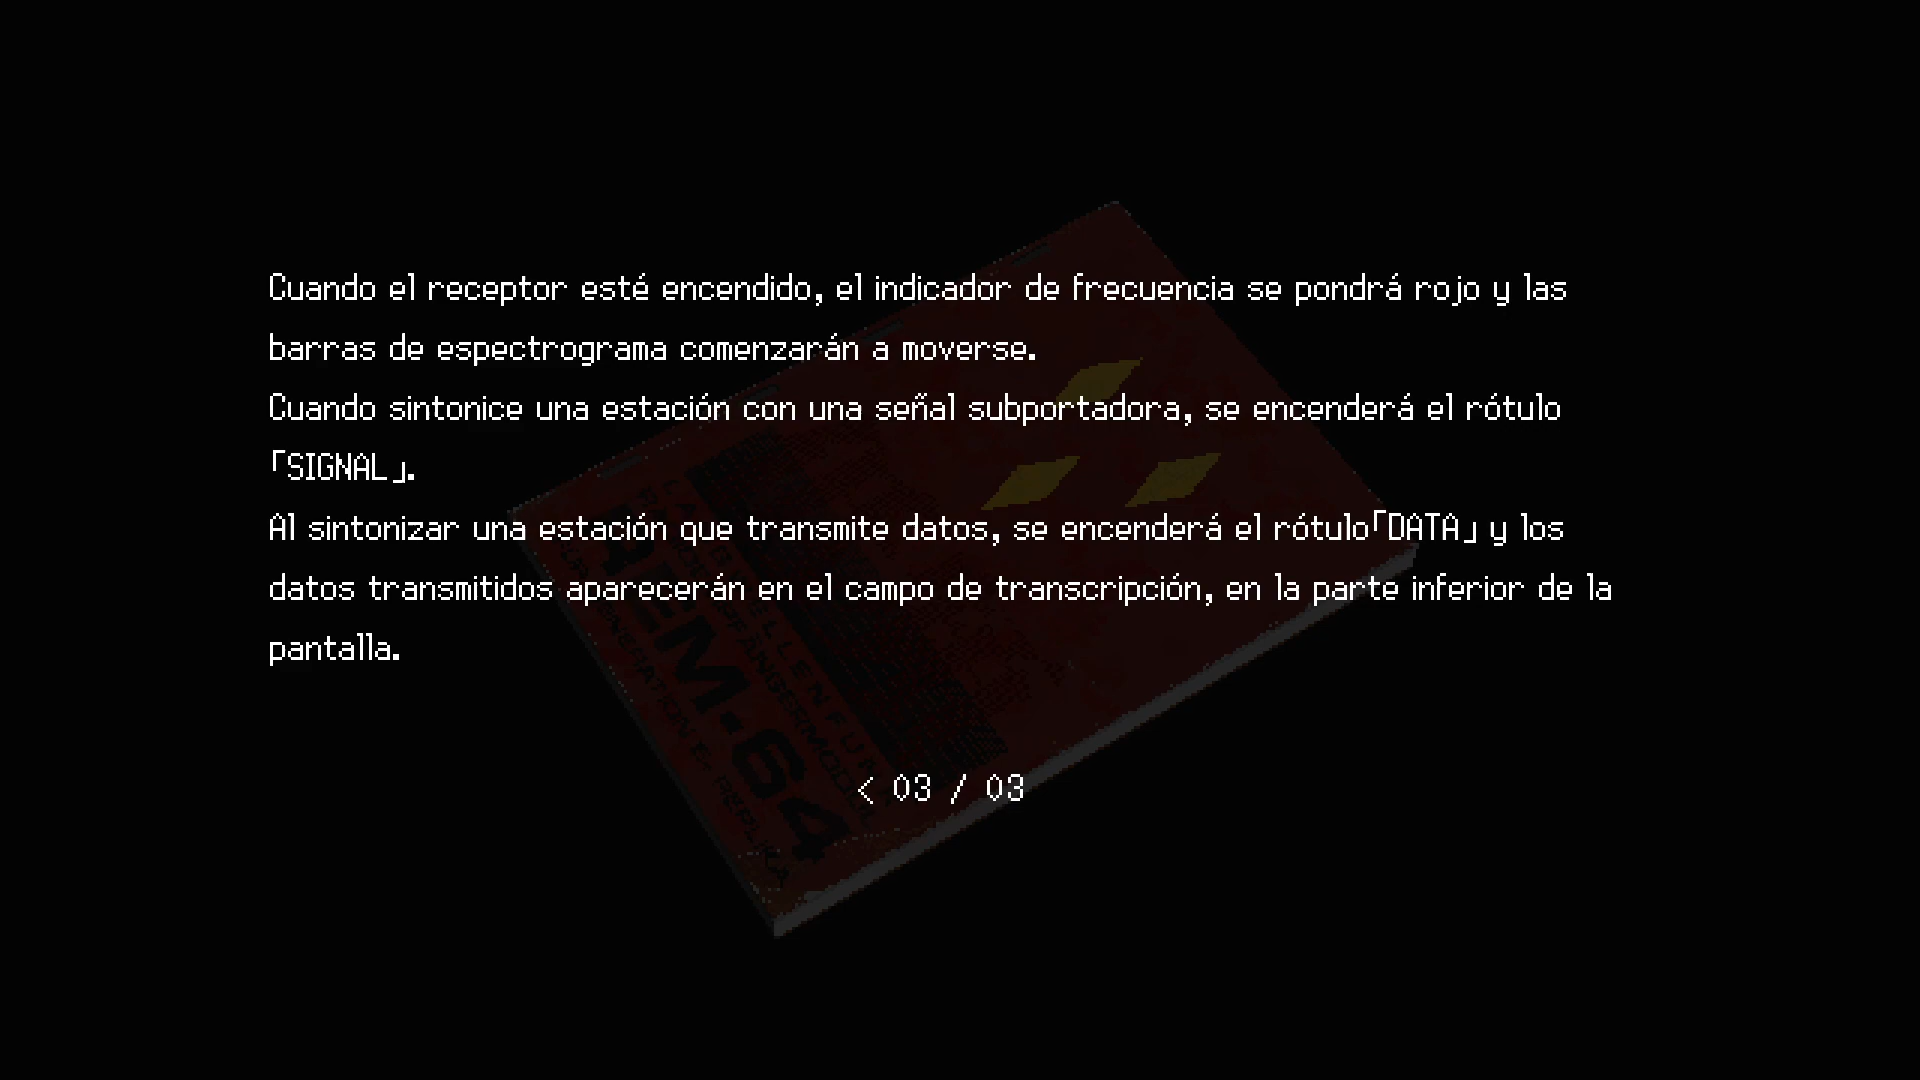 Cuando el receptor esté encendido, el indicador de frecuencia se pondrá rojo y las
barras de espectrograma comenzarán a moverse.
Cuando sintonice una estación con una señal subportadora, se encenderá el rótulo
「SIGNAL」.
Al sintonizar una estación que transmite datos, se encenderá el rótulo「DATA」 y los
datos transmitidos aparecerán en el campo de transcripción, en la parte inferior de la
pantalla.
< 03 / 03
REM-64